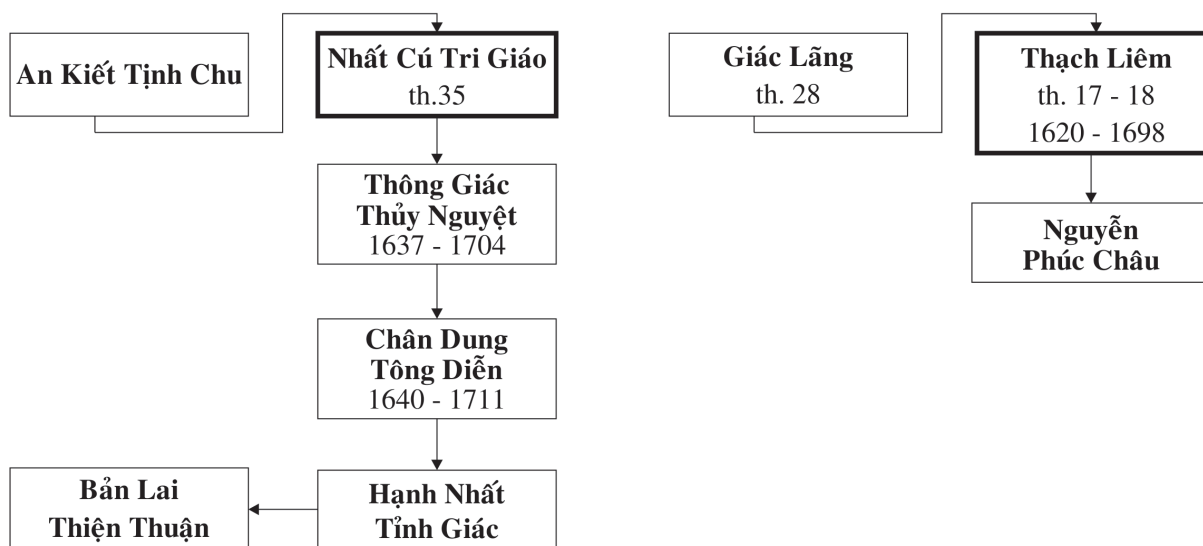 An Kiết Tịnh Chu
Nhất Cú Tri Giáo
th.35
Thông Giác
Thủy Nguyệt
1637 - 1704
Chân Dung
Tông Diễn
1640 - 1711
Hạnh Nhất
Tỉnh Giác
Bản Lai
Thiện Thuận
Giác Lãng
th. 28
Thạch Liêm
th. 17 - 18
1620 - 1698
Nguyễn
Phúc Châu